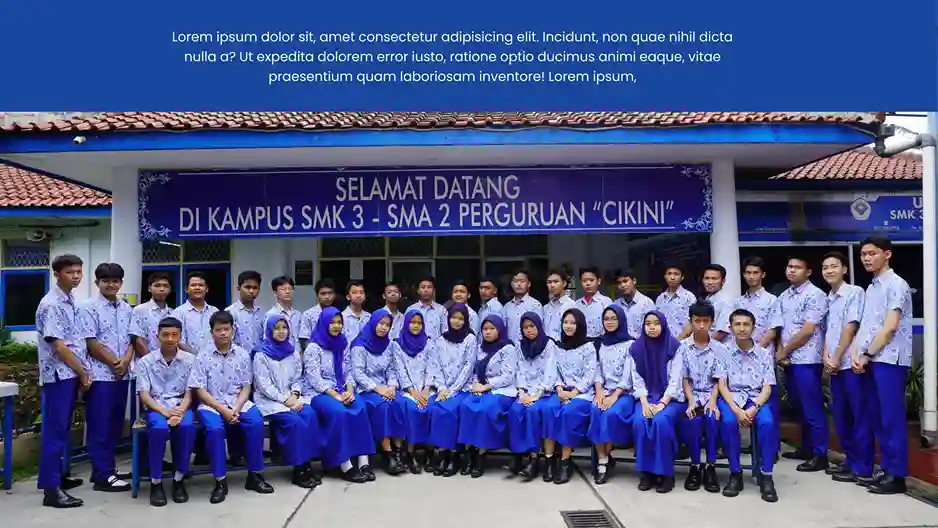 Lorem ipsum dolor sit, amet consectetur adipisicing elit. Incidunt, non quae nihil dicta
nulla a? Ut expedita dolorem error iusto, ratione optio ducimus animi eaque, vitae
praesentium quam laboriosam inventore! Lorem ipsum,
SELAMAT DATANG
DI KAMPUS SMK 3 - SMA 2 PERGURUAN "CIKINI"
SMK 3